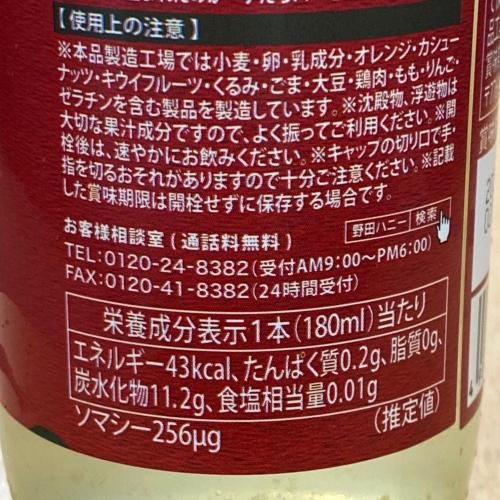 【使用上の注意】
※本品製造工場では小麦・卵・乳成分・オレンジ・カシュー
ナッツ・キウイフルーツ・くるみ・ごま・大豆・鶏肉・もも・りんご・
ゼラチンを含む製品を製造しています。※沈殿物、浮遊物は
大切な果汁成分ですので、よく振ってご利用ください。※開
栓後は、速やかにお飲みください。※キャップの切り口で手・
指を切るおそれがありますので十分ご注意ください。※記載
した賞味期限は開栓せずに保存する場合です。
野田ハニー 検索
お客様相談室(通話料無料)
TEL:0120-24-8382(受付AM9:00~PM6:00)
FAX:0120-41-8382(24時間受付)
栄養成分表示1本(180ml)当たり
エネルギー43kcal、たんぱく質0.2g、脂質0g、
炭水化物11.2g、食塩相当量0.01g
ソマシー256μg
(推定値)